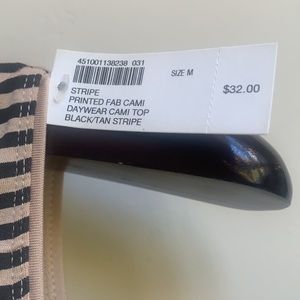 451001138238 031
SIZE M
$32.00
STRIPE
PRINTED FAB CAMI
DAYWEAR CAMI TOP
BLACK/TAN STRIPE